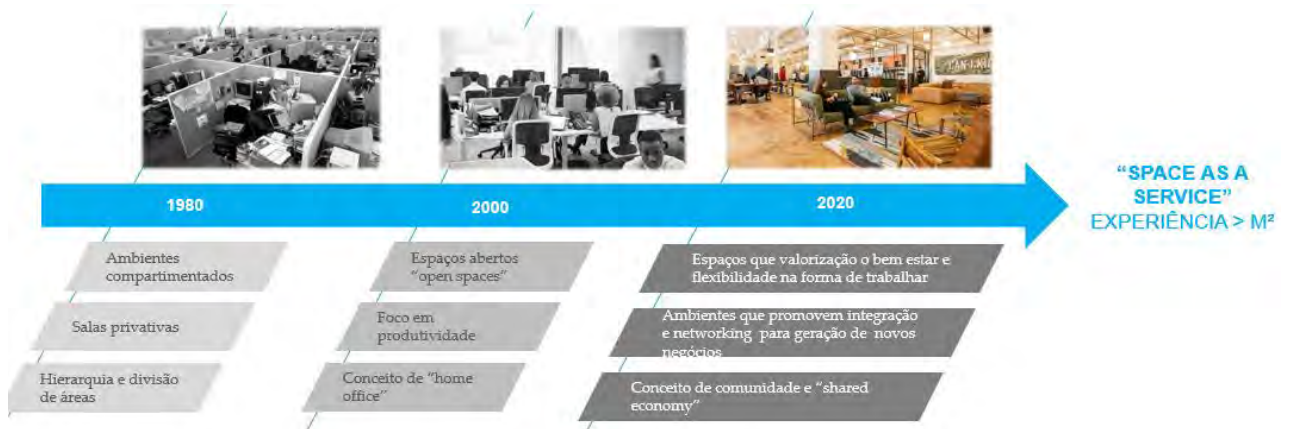 1980
2000
2020
"SPACE AS A
SERVICE"
EXPERIÊNCIA > M²
Ambientes
compartimentados
Salas privativas
Hierarquia e divisão
de áreas
Espaços abertos
"open spaces"
Foco em
produtividade
Conceito de "home
office"
Espaços que valorização o bem estar e
flexibilidade na forma de trabalhar
Ambientes que promovem integração
e networking para geração de novos
negócios
Conceito de comunidade e "shared
economy"